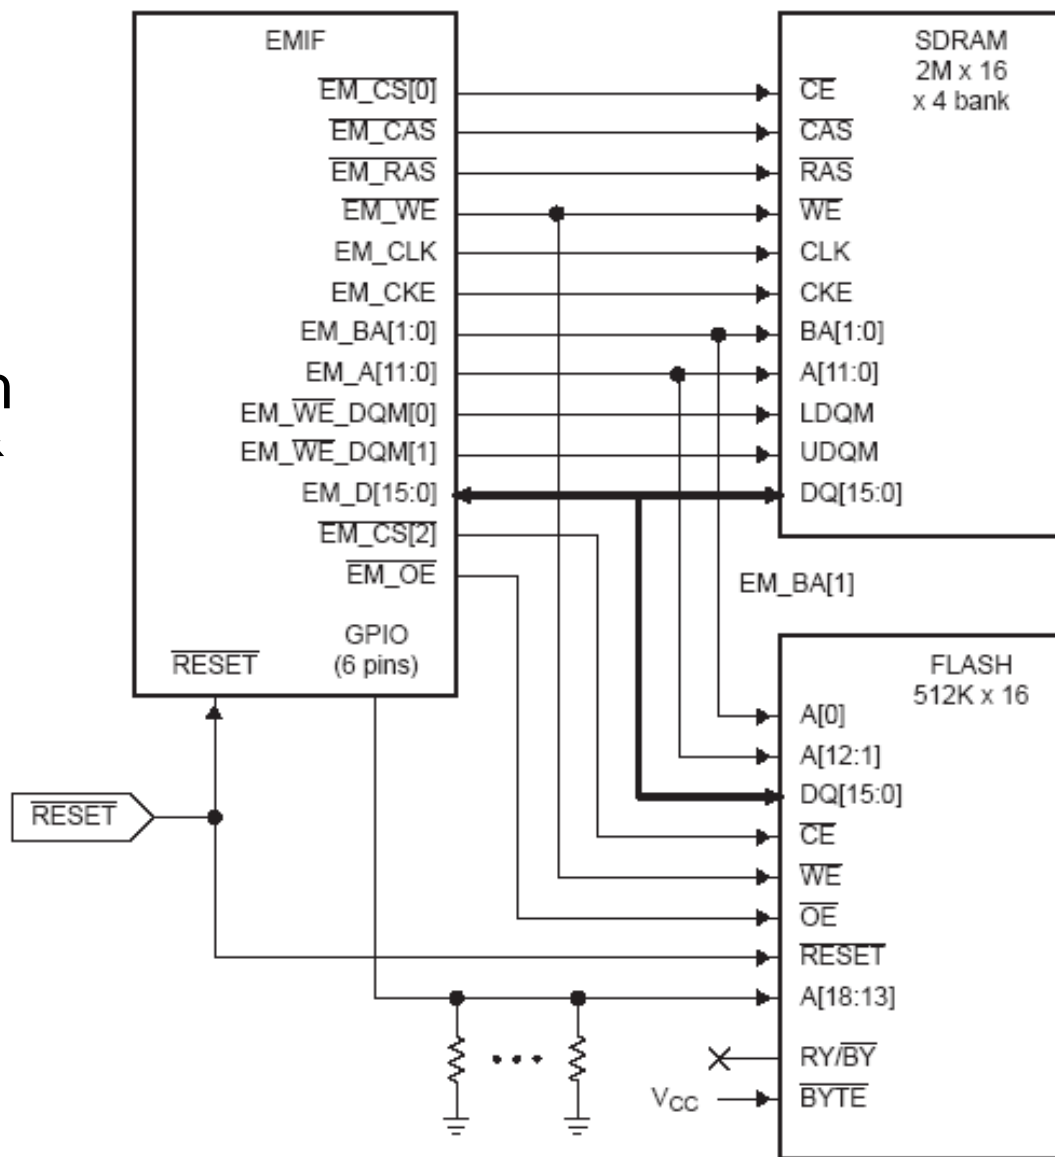 EMIF
EM_CS[0]
EM_CAS
EM_RAS
EM_WE
EM_CLK
EM_CKE
EM_BA[1:0]
EM_A[11:0]
EM_WE_DQM[0]
EM_WE_DQM[1]
EM_D[15:0]
EM_CS[2]
EM_OE
GPIO
(6 pins)
RESET
RESET
SDRAM
2M x 16
x 4 bank
CE
CAS
RAS
WE
CLK
CKE
BA[1:0]
A[11:0]
LDQM
UDQM
DQ[15:0]
EM_BA[1]
FLASH
512K x 16
A[0]
A[12:1]
DQ[15:0]
CE
WE
OE
RESET
A[18:13]
RY/BY
VCC
BYTE